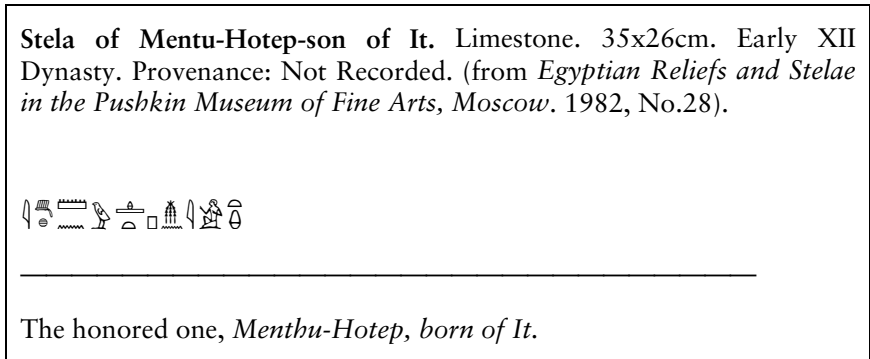 Stela of Mentu-Hotep-son of It. Limestone. 35x26cm. Early XII
Dynasty. Provenance: Not Recorded. (from Egyptian Reliefs and Stelae
in the Pushkin Museum of Fine Arts, Moscow. 1982, No.28).
The honored one, Menthu-Hotep, born of It.